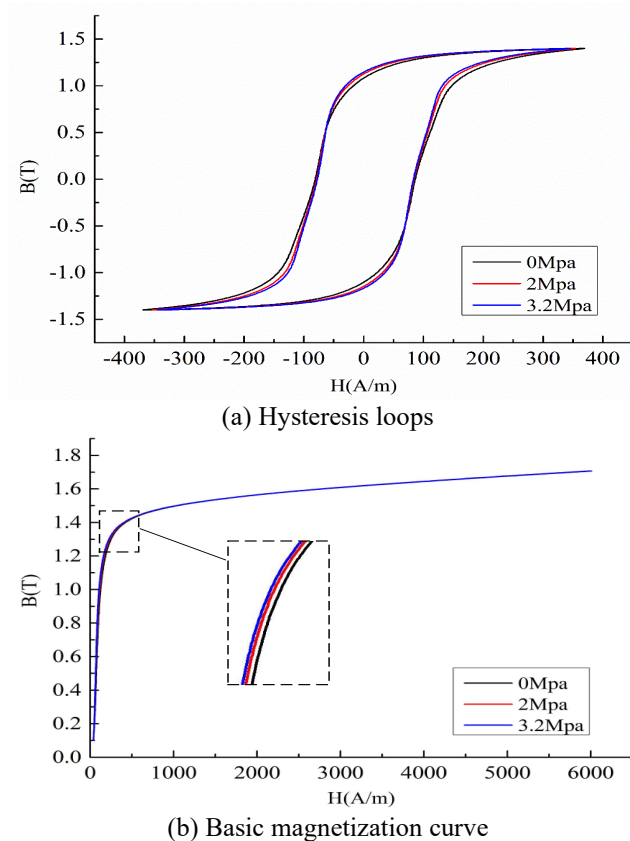 1.5
1.0
0.5
0.0
-0.5
-1.0
-1.5
B(T)
0Mpa
2Mpa
3.2Mpa
-400 -300 -200 -100 0 100 200 300 400
H(A/m)
(a) Hysteresis loops
1.8
1.6
1.4
1.2
1.0
0.8
0.6
0.4
0.2
0.0
B(T)
0Mpa
2Mpa
3.2Mpa
0 1000 2000 3000 4000 5000 6000
H(A/m)
(b) Basic magnetization curve